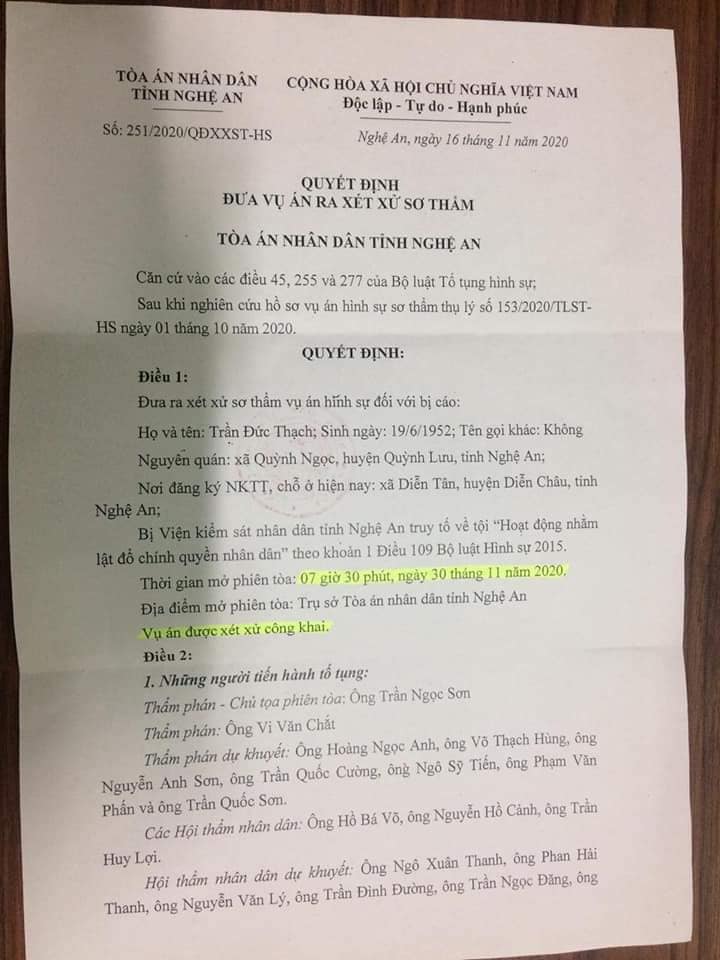 TÒA ÁN NHÂN DÂN
TỈNH NGHỆ AN
CỘNG HÒA XÃ HỘI CHỦ NGHĨA VIỆT NAM
Độc lập - Tự do - Hạnh phúc
Số: 251/2020/QĐXXST-HS
Nghệ An, ngày 16 tháng 11 năm 2020
QUYẾT ĐỊNH
ĐƯA VỤ ÁN RA XÉT XỬ SƠ THẨM
TÒA ÁN NHÂN DÂN TỈNH NGHỆ AN
Căn cứ vào các điều 45, 255 và 277 của Bộ luật Tố tụng hình sự;
Sau khi nghiên cứu hồ sơ vụ án hình sự sơ thẩm thụ lý số 153/2020/TLST-
HS ngày 01 tháng 10 năm 2020.
QUYẾT ĐỊNH:
Điều 1:
Đưa ra xét xử sơ thẩm vụ án hình sự đối với bị cáo:
Họ và tên: Trần Đức Thạch; Sinh ngày: 19/6/1952; Tên gọi khác: Không
Nguyên quán: xã Quỳnh Ngọc, huyện Quỳnh Lưu, tỉnh Nghệ An;
Nơi đăng ký NKTT, chỗ ở hiện nay: xã Diễn Tân, huyện Diễn Châu, tỉnh
Nghệ An;
Bị Viện kiểm sát nhân dân tỉnh Nghệ An truy tố về tội “Hoạt động nhằm
lật đổ chính quyền nhân dân” theo khoản 1 Điều 109 Bộ luật Hình sự 2015.
Thời gian mở phiên tòa: 07 giờ 30 phút, ngày 30 tháng 11 năm 2020.
Địa điểm mở phiên tòa: Trụ sở Tòa án nhân dân tỉnh Nghệ An
Vụ án được xét xử công khai.
Điều 2:
1. Những người tiến hành tố tụng:
Thẩm phán - Chủ tọa phiên tòa: Ông Trần Ngọc Sơn
Thẩm phán: Ông Vi Văn Chắt
Thẩm phán dự khuyết: Ông Hoàng Ngọc Anh, ông Võ Thạch Hùng, ông
Nguyễn Anh Sơn, ông Trần Quốc Cường, ông Ngô Sỹ Tiến, ông Phạm Văn
Phấn và ông Trần Quốc Sơn.
Các Hội thẩm nhân dân: Ông Hồ Bá Võ, ông Nguyễn Hồ Cảnh, ông Trần
Huy Lợi.
Hội thẩm nhân dân dự khuyết: Ông Ngô Xuân Thanh, ông Phan Hải
Thanh, ông Nguyễn Văn Lý, ông Trần Đình Đường, ông Trần Ngọc Đăng, ông